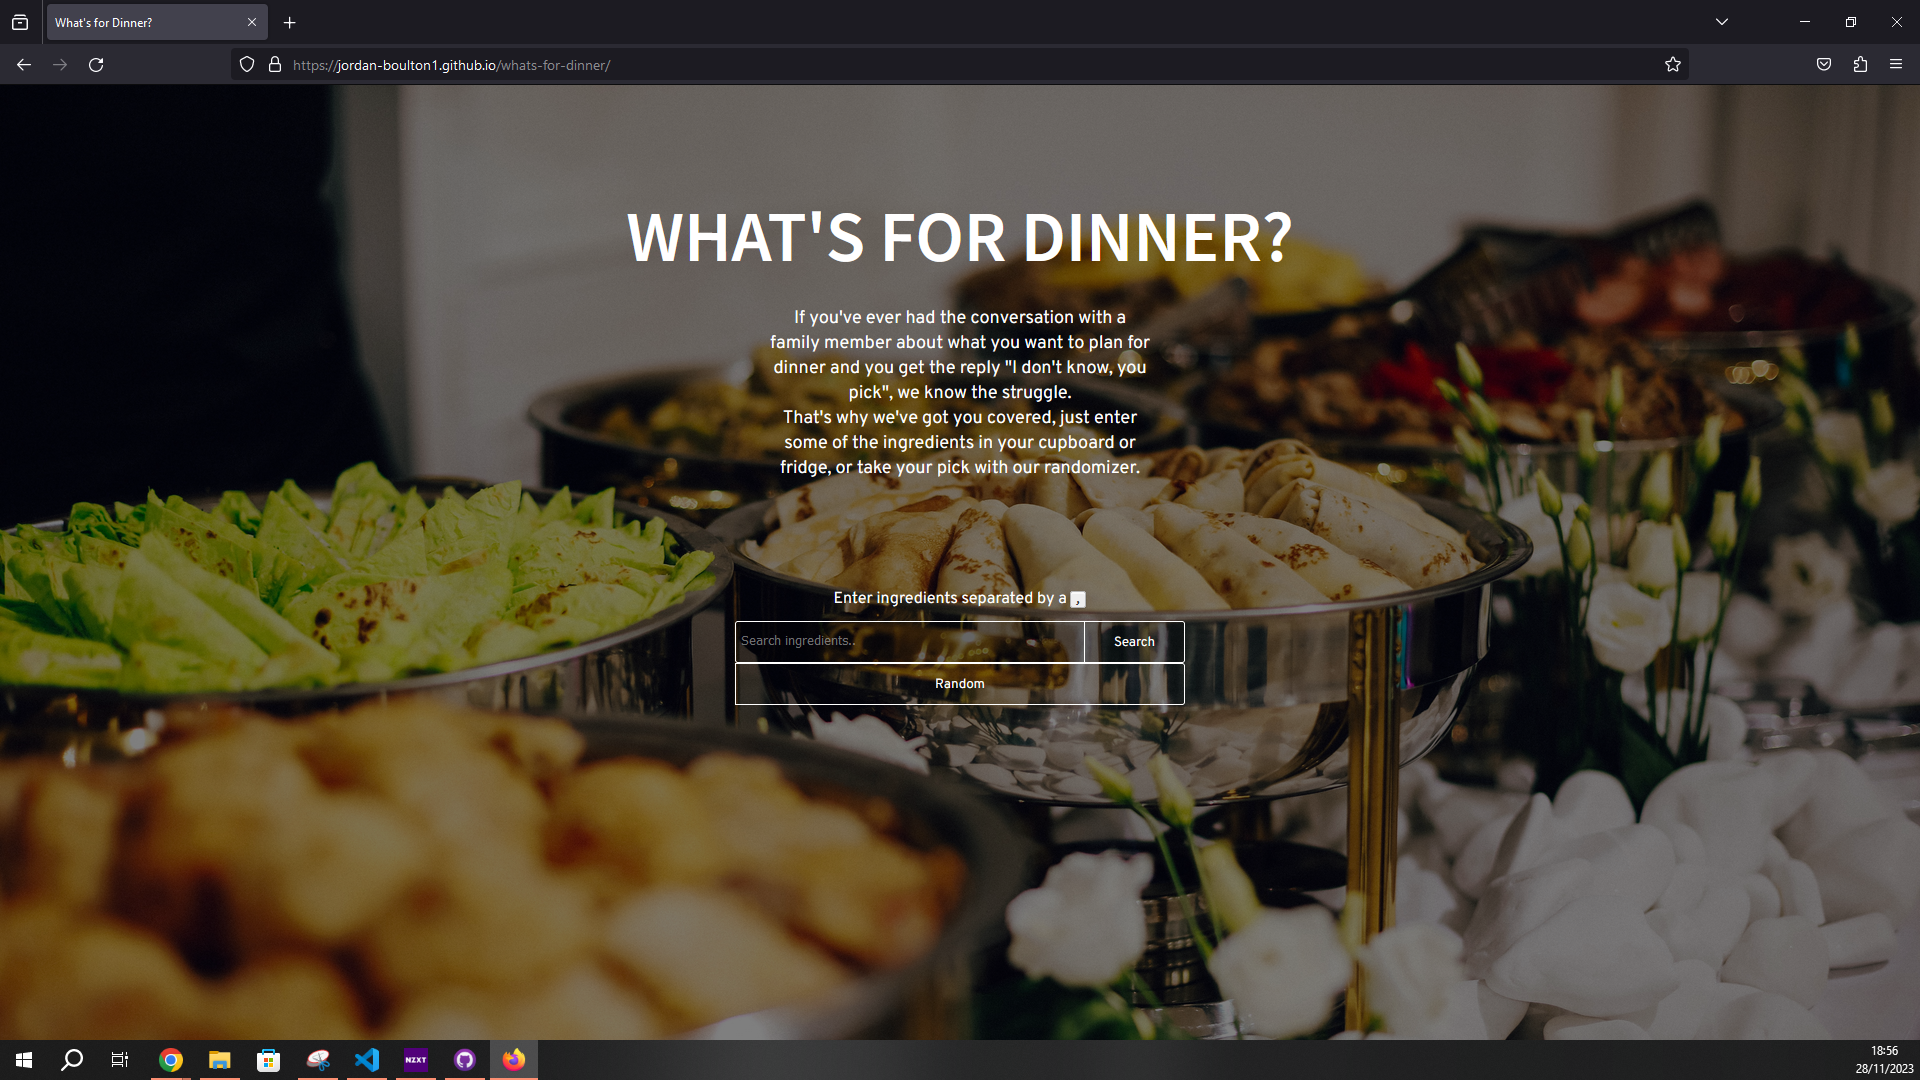 What's for Dinner?
https://jordan-boulton1.github.io/whats-for-dinner/
WHAT'S FOR DINNER?
If you've ever had the conversation with a
family member about what you want to plan for
dinner and you get the reply "I don't know, you
pick", we know the struggle.
That's why we've got you covered, just enter
some of the ingredients in your cupboard or
fridge, or take your pick with our randomizer.
Enter ingredients separated by a ,
Search ingredients..
Search
Random
NZXT
18:56
28/11/2023